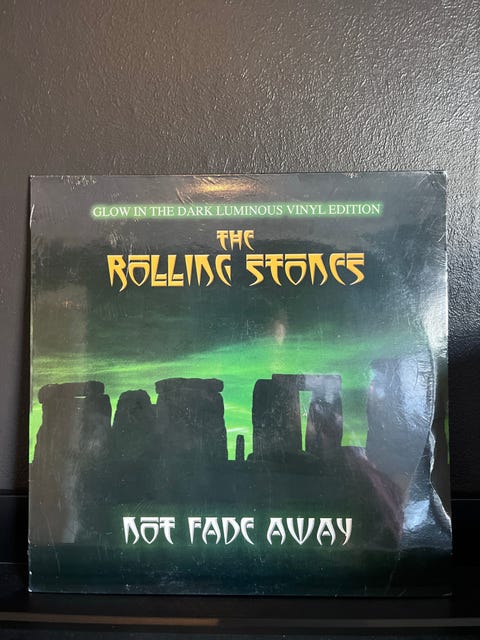 GLOW IN THE DARK LUMINOUS VINYL EDITION
THE
ROLLING STONES
NOT FADE AWAY